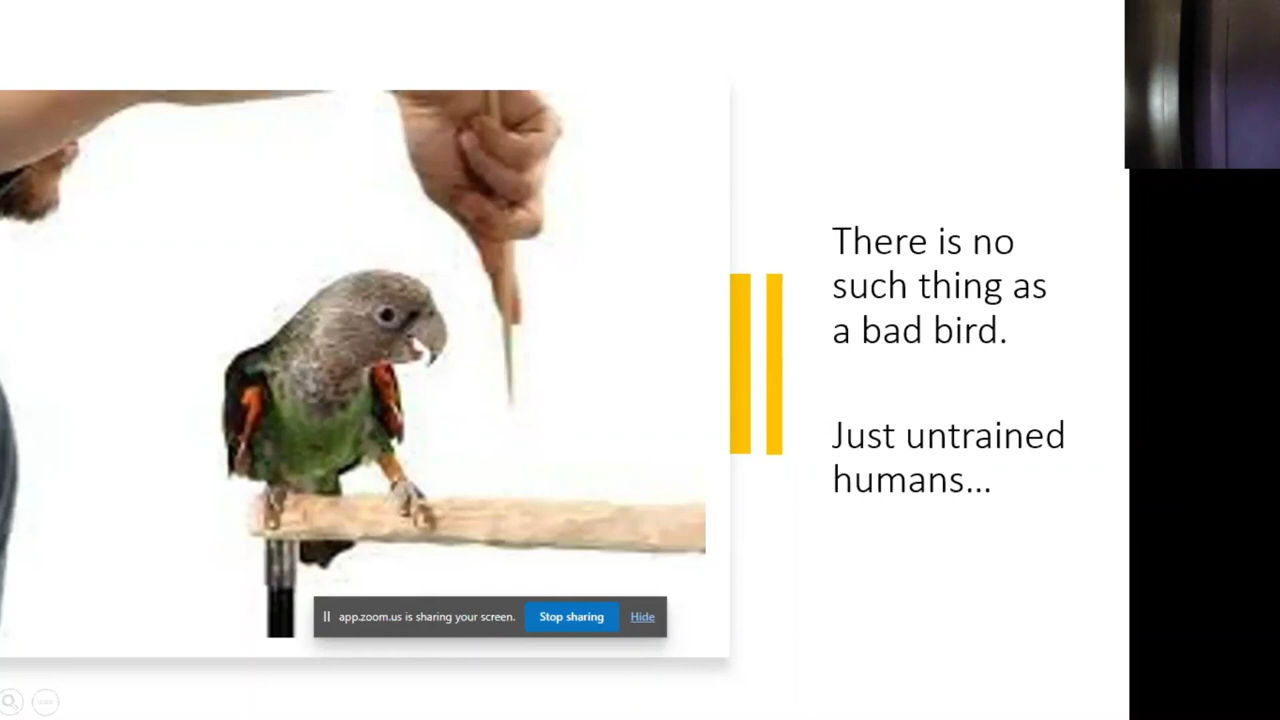 There is no
such thing as
a bad bird.
Just untrained
humans...
app.zoom.us is sharing your screen. Stop sharing Hide